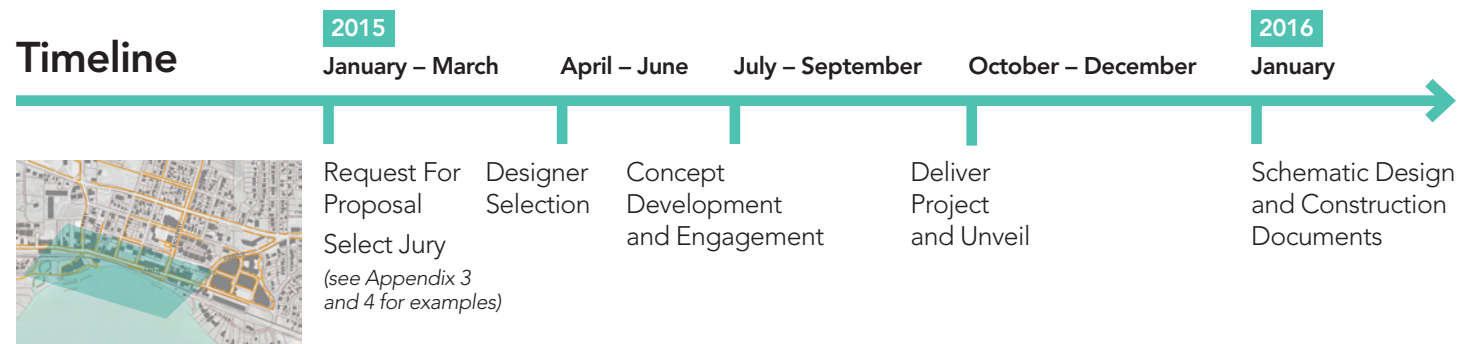 Timeline
2015
January – March
April – June
July – September
October – December
2016
January
Request For
Proposal
Select Jury
(see Appendix 3
and 4 for examples)
Designer
Selection
Concept
Development
and Engagement
Deliver
Project
and Unveil
Schematic Design
and Construction
Documents